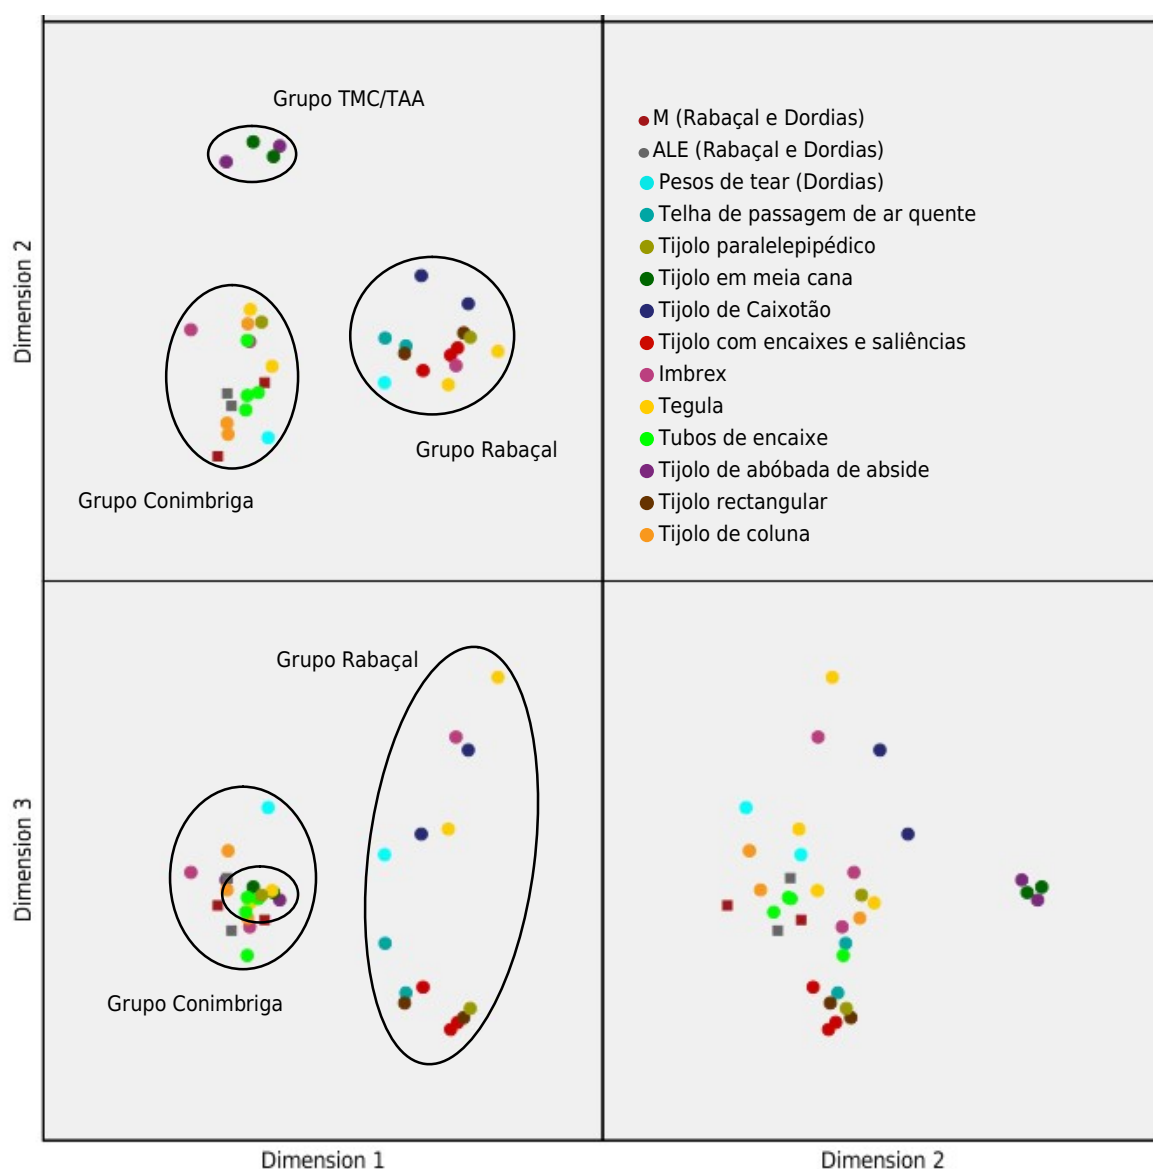 Grupo TMC/TAA
Dimension 2
Grupo Rabaçal
Grupo Conimbriga
M (Rabaçal e Dordias)
ALE (Rabaçal e Dordias)
Pesos de tear (Dordias)
Telha de passagem de ar quente
Tijolo paralelepipédico
Tijolo em meia cana
Tijolo de Caixotão
Tijolo com encaixes e saliências
Imbrex
Tegula
Tubos de encaixe
Tijolo de abóbada de abside
Tijolo rectangular
Tijolo de coluna
Grupo Rabaçal
Dimension 3
Grupo Conimbriga
Dimension 1
Dimension 2